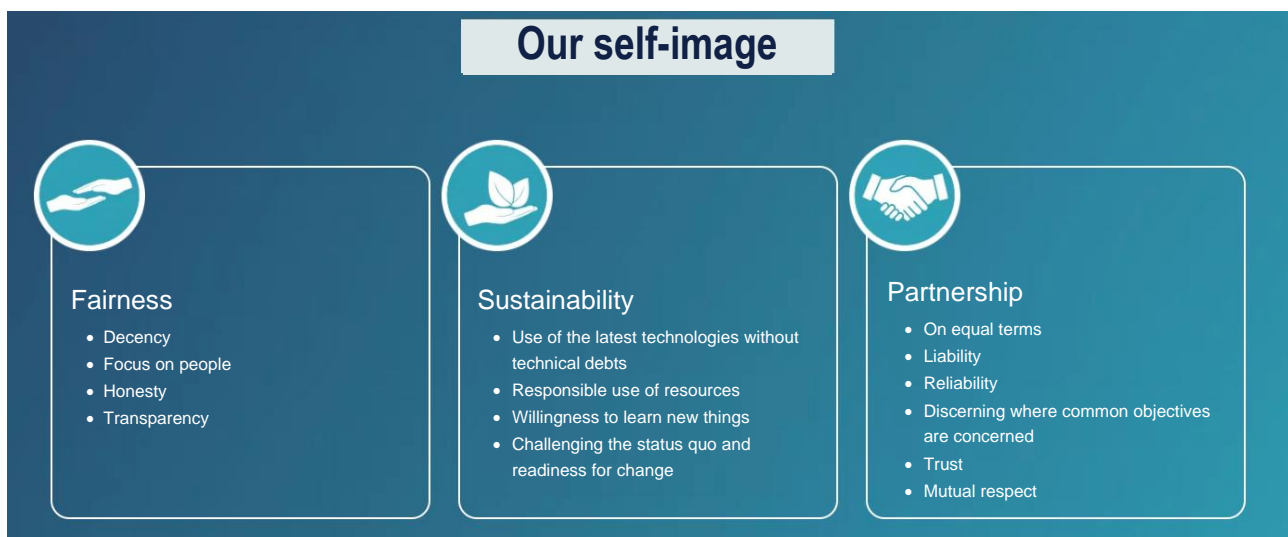 Our self-image
Fairness
• Decency
• Focus on people
• Honesty
• Transparency
Sustainability
• Use of the latest technologies without
technical debts
• Responsible use of resources
• Willingness to learn new things
• Challenging the status quo and
readiness for change
Partnership
• On equal terms
• Liability
• Reliability
• Discerning where common objectives
are concerned
• Trust
• Mutual respect